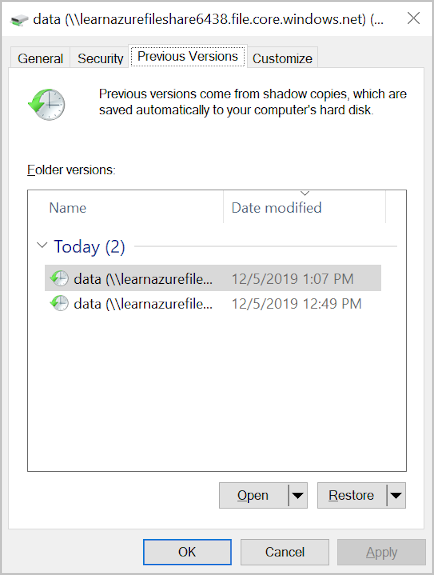 data (\\learnazurefileshare6438.file.core.windows.net) (...
General Security Previous Versions Customize
Previous versions come from shadow copies, which are
saved automatically to your computer's hard disk.
Folder versions:
Name Date modified
Today (2)
data (\\learnazurefile... 12/5/2019 1:07 PM
data (\\learnazurefile... 12/5/2019 12:49 PM
Open Restore
OK Cancel Apply